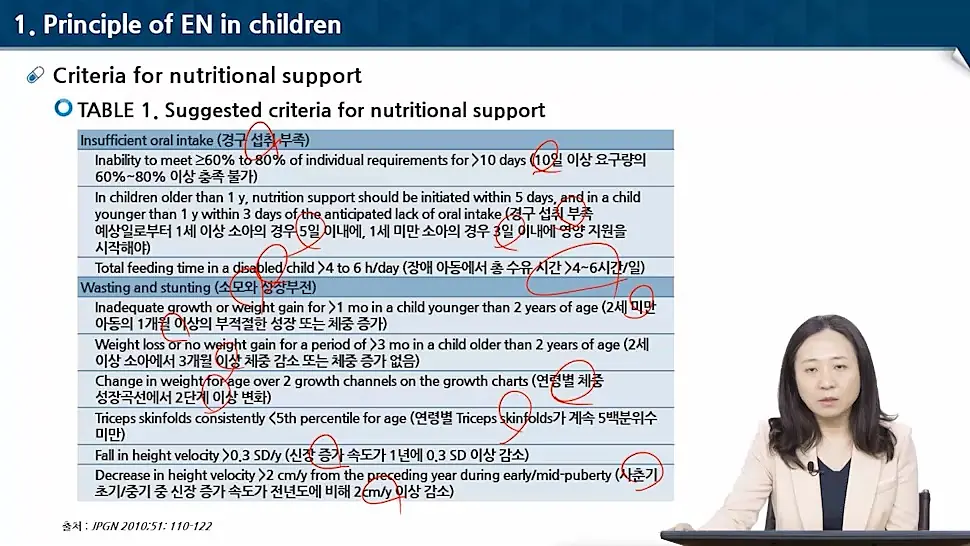 1. Principle of EN in children
Criteria for nutritional support
TABLE 1. Suggested criteria for nutritional support
Insufficient oral intake (경구 섭취 부족)
Inability to meet ≥60% to 80% of individual requirements for >10 days (10일 이상 요구량의
60%~80% 이상 충족 불가)
In children older than 1 y, nutrition support should be initiated within 5 days, and in a child
younger than 1 y within 3 days of the anticipated lack of oral intake (경구 섭취 부족
예상일로부터 1세 이상 소아의 경우 5일 이내에, 1세 미만 소아의 경우 3일 이내에 영양 지원을
시작해야)
Total feeding time in a disabled child >4 to 6 h/day (장애 아동에서 총 수유 시간 >4~6시간/일)
Wasting and stunting (소모와 성장부전)
Inadequate growth or weight gain for >1 mo in a child younger than 2 years of age (2세 미만
아동의 1개월 이상의 부적절한 성장 또는 체중 증가)
Weight loss or no weight gain for a period of >3 mo in a child older than 2 years of age (2세
이상 소아에서 3개월 이상 체중 감소 또는 체중 증가 없음)
Change in weight for age over 2 growth channels on the growth charts (연령별 체중
성장곡선에서 2단계 이상 변화)
Triceps skinfolds consistently <5th percentile for age (연령별 Triceps skinfolds가 계속 5백분위수
미만)
Fall in height velocity >0.3 SD/y (신장 증가 속도가 1년에 0.3 SD 이상 감소)
Decrease in height velocity >2 cm/y from the preceding year during early/mid-puberty (사춘기
초기/중기 중 신장 증가 속도가 전년도에 비해 2cm/y 이상 감소)
출처 : JPGN 2010;51: 110-122